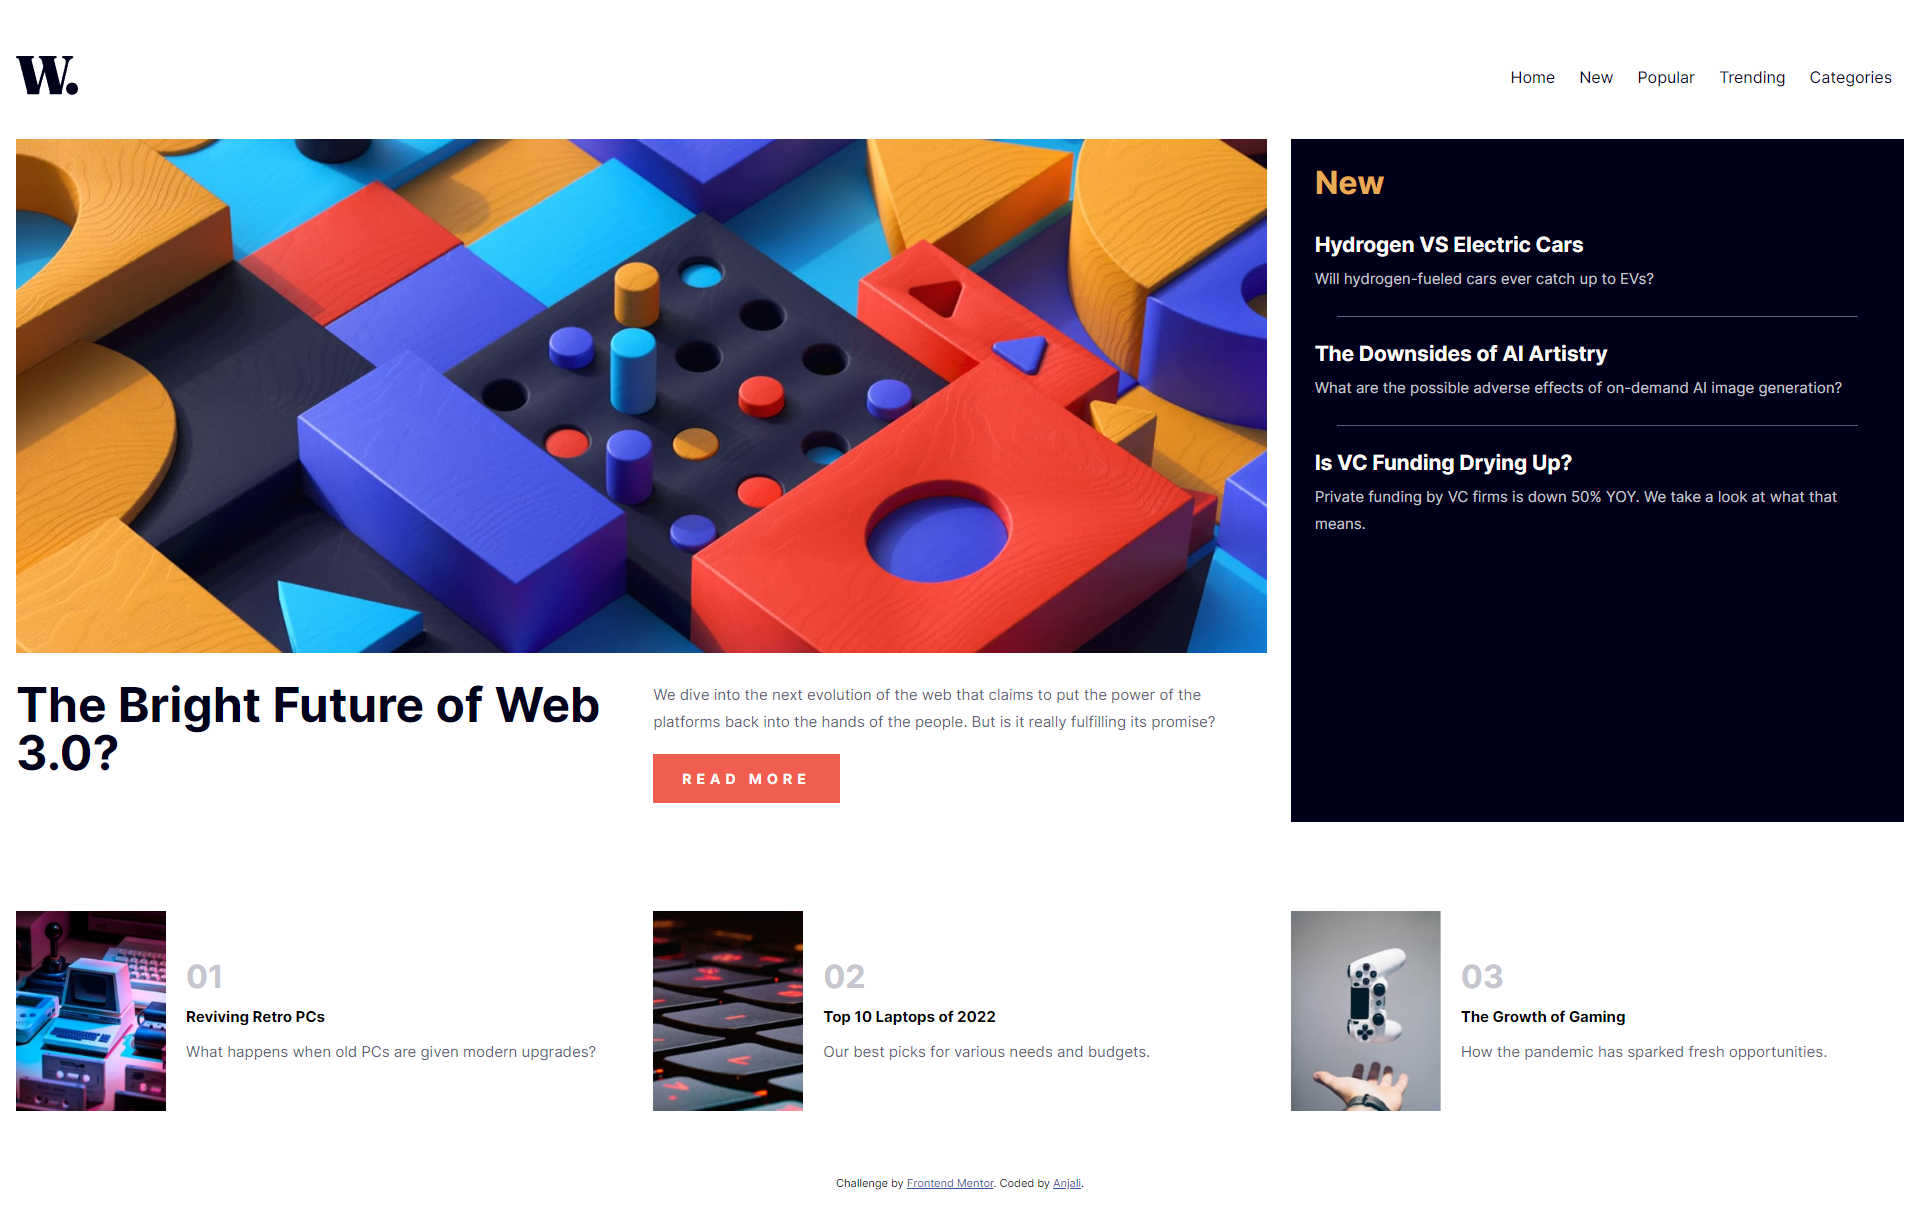 W.
Home New Popular Trending Categories
New
Hydrogen VS Electric Cars
Will hydrogen-fueled cars ever catch up to EVs?
The Downsides of AI Artistry
What are the possible adverse effects of on-demand AI image generation?
Is VC Funding Drying Up?
Private funding by VC firms is down 50% YOY. We take a look at what that
means.
The Bright Future of Web
3.0?
We dive into the next evolution of the web that claims to put the power of the
platforms back into the hands of the people. But is it really fulfilling its promise?
READ MORE
01
Reviving Retro PCs
What happens when old PCs are given modern upgrades?
02
Top 10 Laptops of 2022
Our best picks for various needs and budgets.
03
The Growth of Gaming
How the pandemic has sparked fresh opportunities.
Challenge by Frontend Mentor. Coded by Anjali.